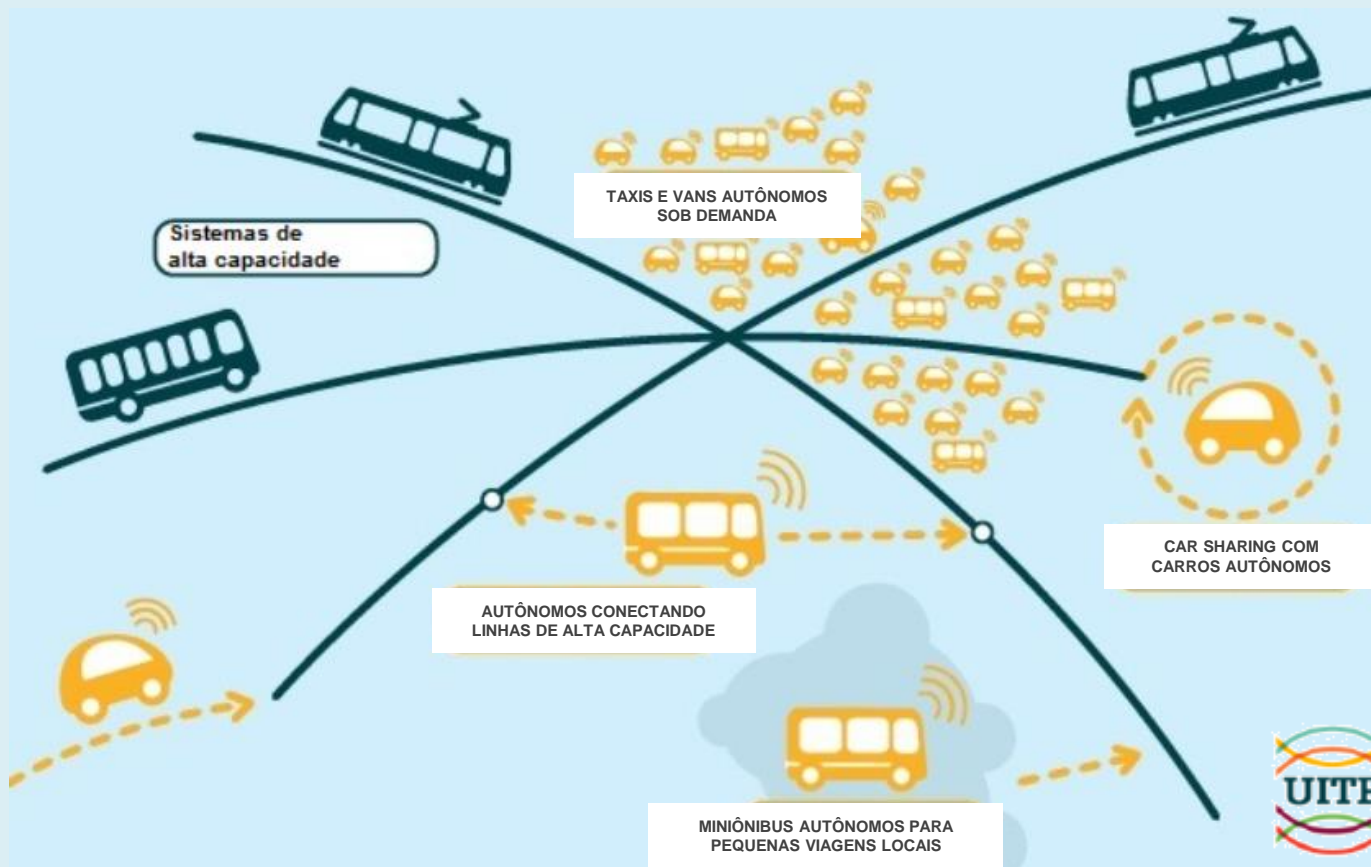 TAXIS E VANS AUTÔNOMOS
SOB DEMANDA
Sistemas de
alta capacidade
CAR SHARING COM
CARROS AUTÔNOMOS
AUTÔNOMOS CONECTANDO
LINHAS DE ALTA CAPACIDADE
MINIÔNIBUS AUTÔNOMOS PARA
PEQUENAS VIAGENS LOCAIS